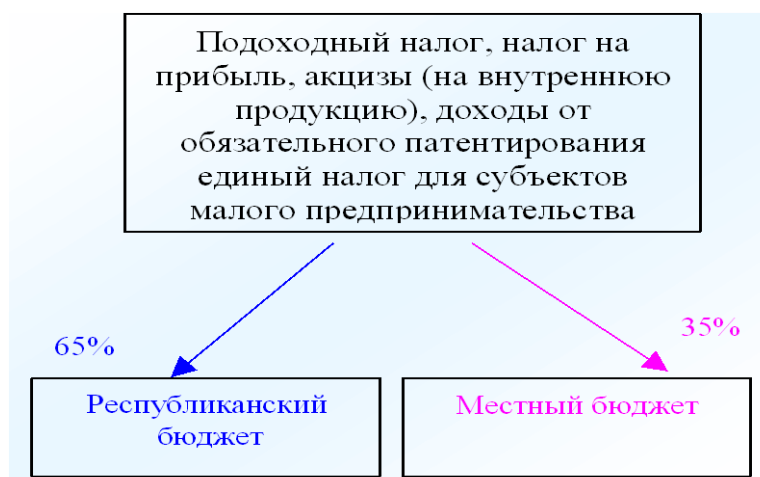 Подоходный налог, налог на
прибыль, акцизы (на внутреннюю
продукцию), доходы от
обязательного патентирования
единый налог для субъектов
малого предпринимательства
65%
35%
Республиканский
бюджет
Местный бюджет